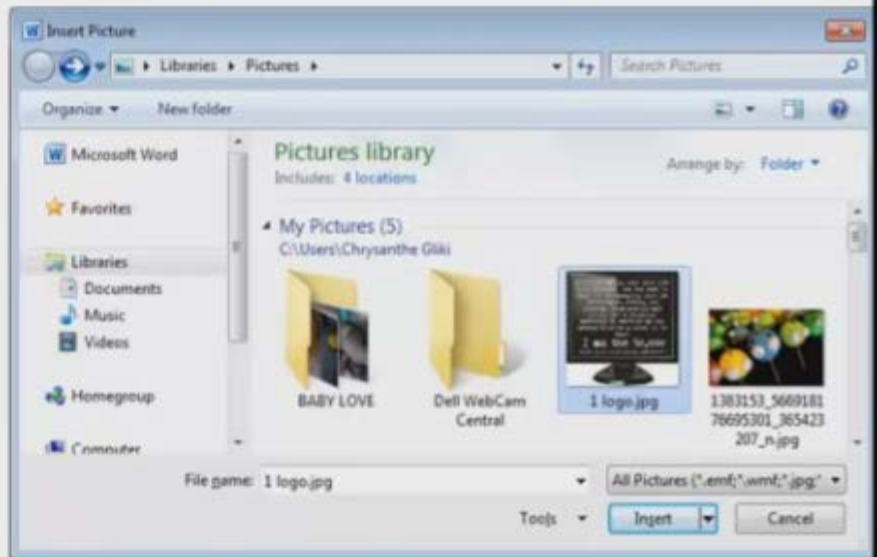 Insert Picture
Libraries Pictures
Search Pictures
Organize New folder
Microsoft Word
Favorites
Libraries
Documents
Music
Videos
Homegroup
Computer
Pictures library
Includes: 4 locations
Arrange by: Folder
My Pictures (5)
C:\Users\Chrysanthe Gliki
I am the
BABY LOVE
Dell WebCam
Central
1 logo.jpg
1383153_5669181
76695301_365423
207_n.jpg
File name: 1 logo.jpg
All Pictures (*.emf;*.wmf;*.jpg;*
Tools Insert Cancel